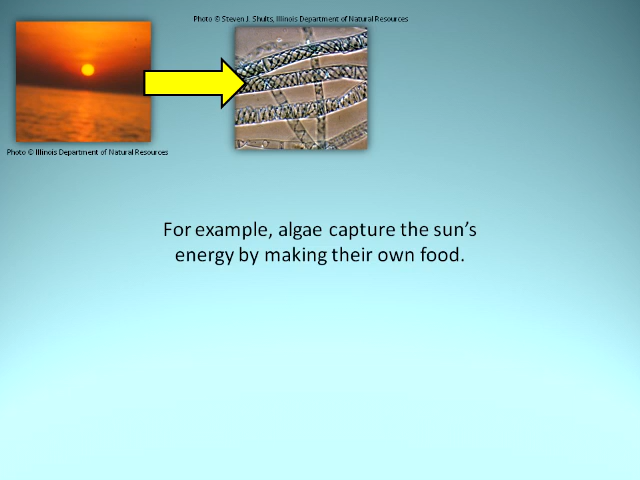 Photo © Steven J. Shults, Illinois Department of Natural Resources
Photo © Illinois Department of Natural Resources
For example, algae capture the sun’s
energy by making their own food.